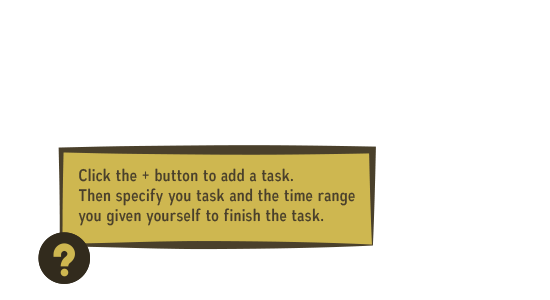 Click the + button to add a task.
Then specify you task and the time range
you given yourself to finish the task.
?